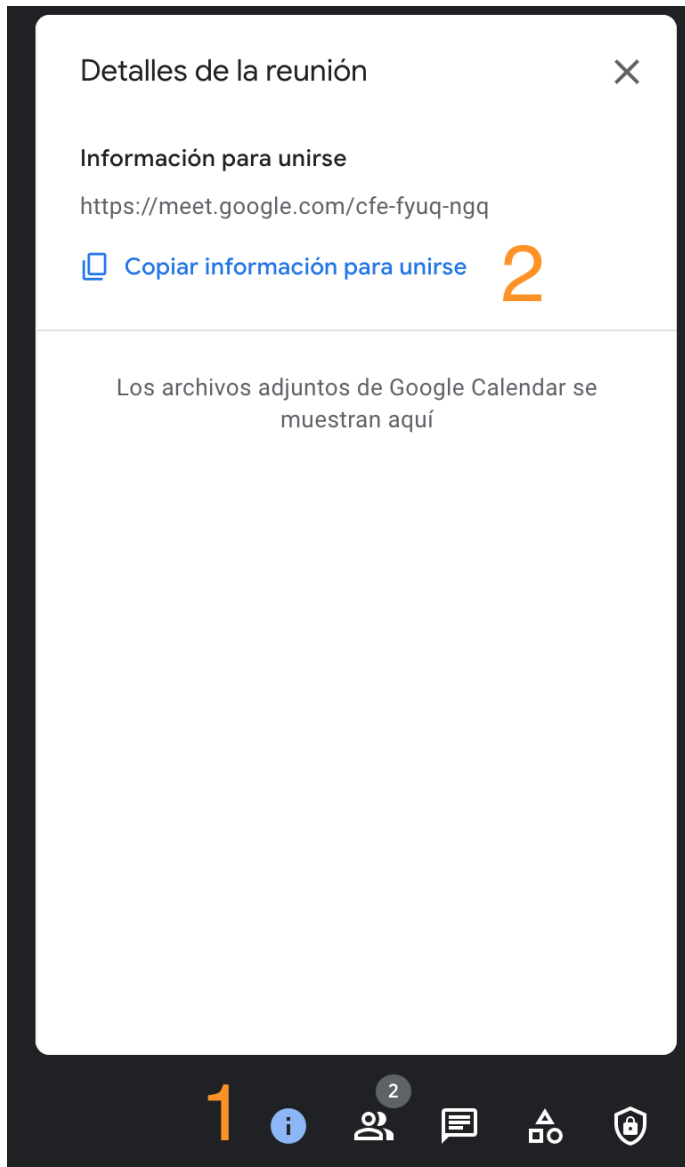 Detalles de la reunión
Información para unirse
https://meet.google.com/cfe-fyuq-ngq
Copiar información para unirse 2
Los archivos adjuntos de Google Calendar se
muestran aquí
2
1